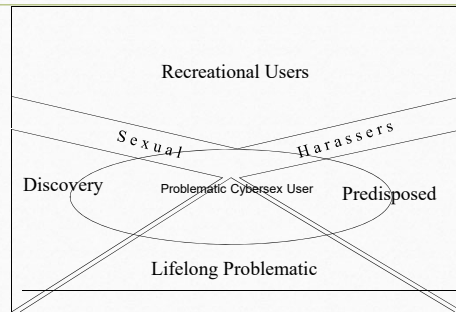 Recreational Users
Sexual Harassers
Discovery
Problematic Cybersex User
Predisposed
Lifelong Problematic